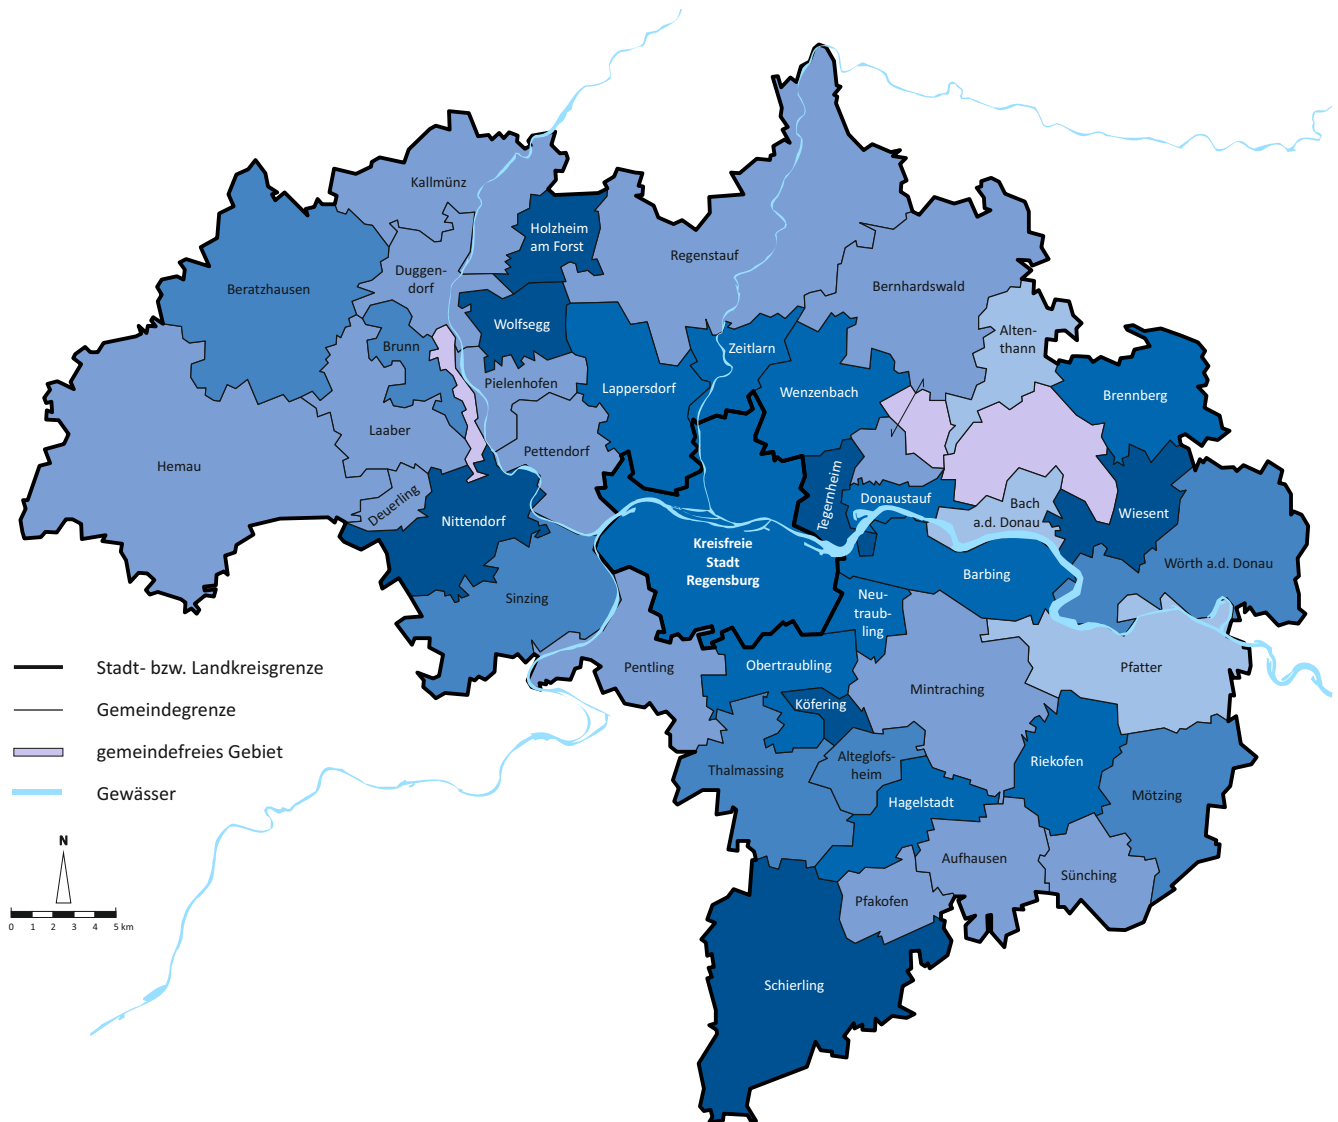 Kallmünz
Holzheim
am Forst
Regenstauf
Duggen-
dorf
Beratzhausen
Bernhardswald
Wolfsegg
Alten-
thann
Brunn
Zeitlarn
Pielenhofen
Lappersdorf
Wenzenbach
Brennberg
Laaber
Pettendorf
Hemau
Tegernheim
Deuerling
Donaustauf
Bach
a.d. Donau
Nittendorf
Wiesent
Kreisfreie
Stadt
Regensburg
Wörth a.d. Donau
Barbing
Sinzing
Neu-
traub-
ling
Stadt- bzw. Landkreisgrenze
Pentling
Obertraubling
Pfatter
Mintraching
Gemeindegrenze
Köfering
gemeindefreies Gebiet
Thalmassing
Alteglofs-
heim
Riekofen
Gewässer
Hagelstadt
Mötzing
N
Aufhausen
Sünching
Pfakofen
0 1 2 3 4 5 km
Schierling